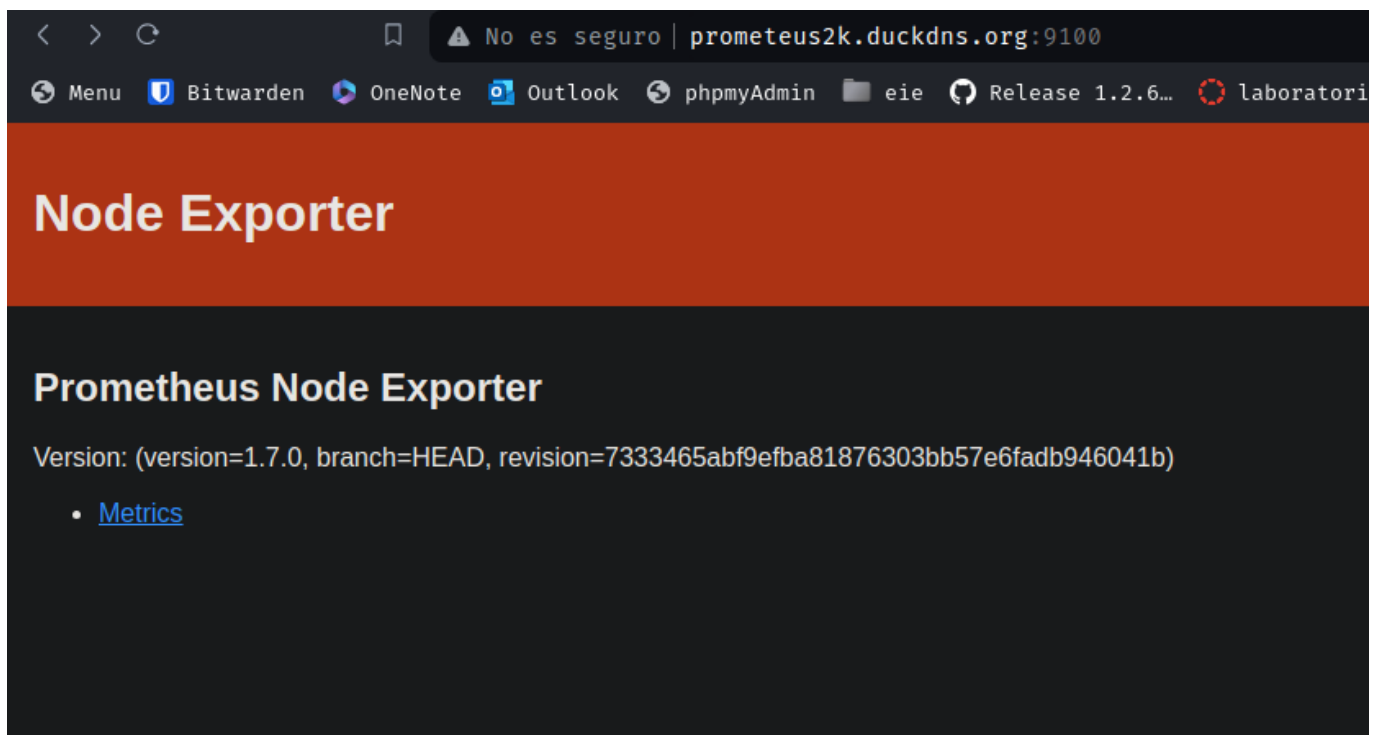 No es seguro | prometeus2k.duckdns.org:9100
Menu Bitwarden OneNote Outlook phpmyAdmin eie Release 1.2.6… laboratori
Node Exporter
Prometheus Node Exporter
Version: (version=1.7.0, branch=HEAD, revision=7333465abf9efba81876303bb57e6fadb946041b)
• Metrics